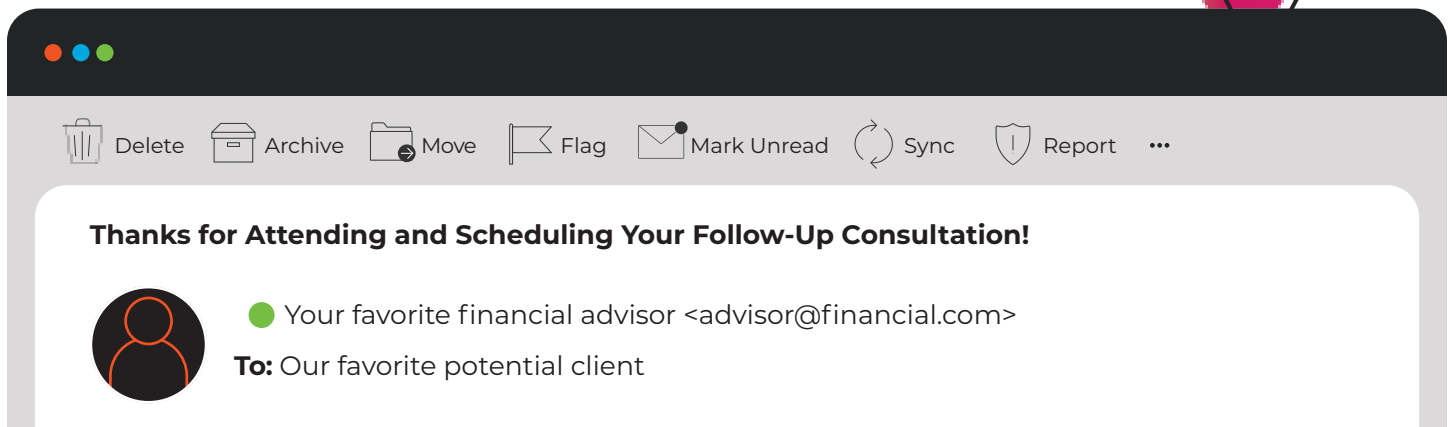 Delete Archive Move Flag Mark Unread Sync Report •••
Thanks for Attending and Scheduling Your Follow-Up Consultation!
Your favorite financial advisor <advisor@financial.com>
To: Our favorite potential client